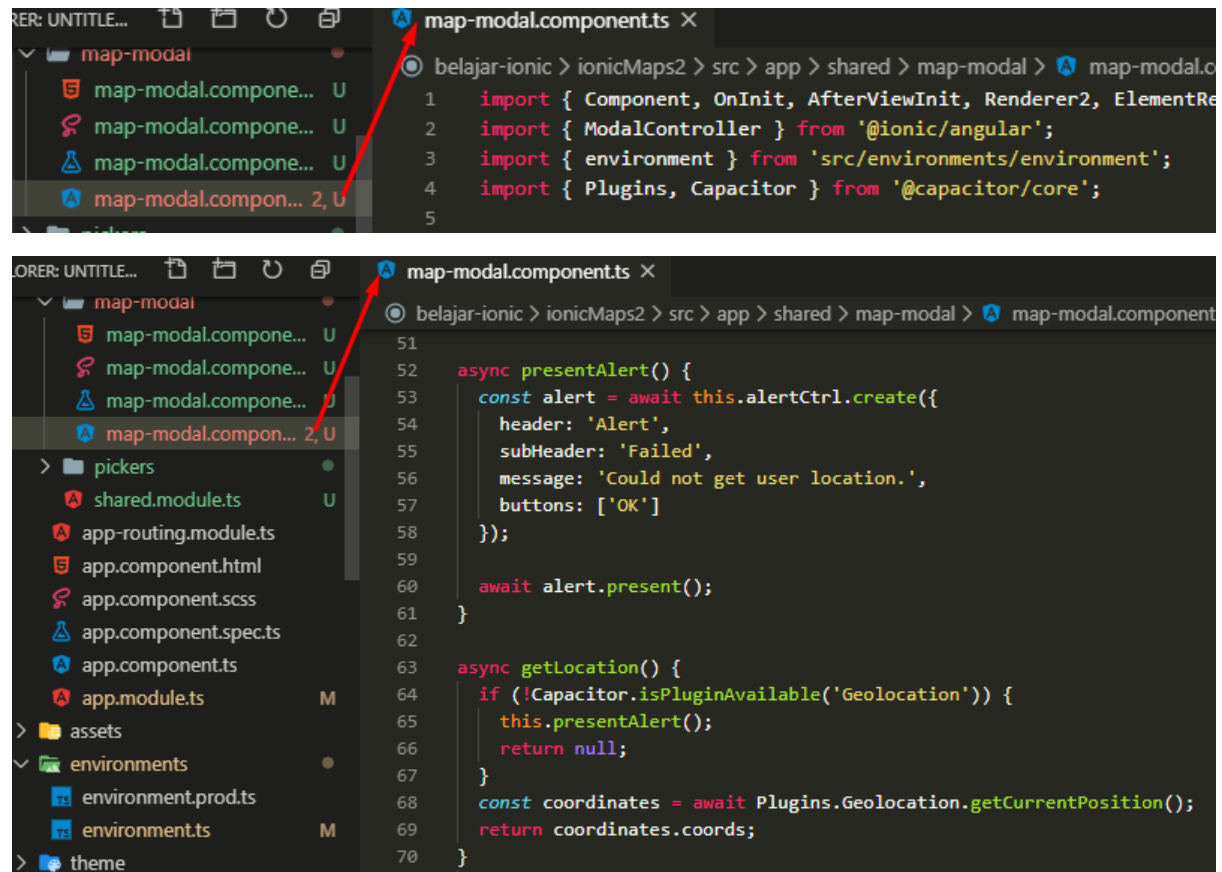 RER: UNTITLE...
map-modal
map-modal.compone... U
map-modal.compone... U
map-modal.compone... U
map-modal.compon... 2, U
map-modal.component.ts ×
belajar-ionic > ionicMaps2 > src > app > shared > map-modal > map-modal.co
1 import { Component, OnInit, AfterViewInit, Renderer2, ElementRe
2 import { ModalController } from '@ionic/angular';
3 import { environment } from 'src/environments/environment';
4 import { Plugins, Capacitor } from '@capacitor/core';
5
LORER: UNTITLE...
map-modal
map-modal.compone... U
map-modal.compone... U
map-modal.compone... U
map-modal.compon... 2, U
pickers
shared.module.ts U
app-routing.module.ts
app.component.html
app.component.scss
app.component.spec.ts
app.component.ts
app.module.ts M
assets
environments
environment.prod.ts
environment.ts M
theme
map-modal.component.ts ×
belajar-ionic > ionicMaps2 > src > app > shared > map-modal > map-modal.component
51
52 async presentAlert() {
53 const alert = await this.alertCtrl.create({
54 header: 'Alert',
55 subHeader: 'Failed',
56 message: 'Could not get user location.',
57 buttons: ['OK']
58 });
59
60 await alert.present();
61 }
62
63 async getLocation() {
64 if (!Capacitor.isPluginAvailable('Geolocation')) {
65 this.presentAlert();
66 return null;
67 }
68 const coordinates = await Plugins.Geolocation.getCurrentPosition();
69 return coordinates.coords;
70 }